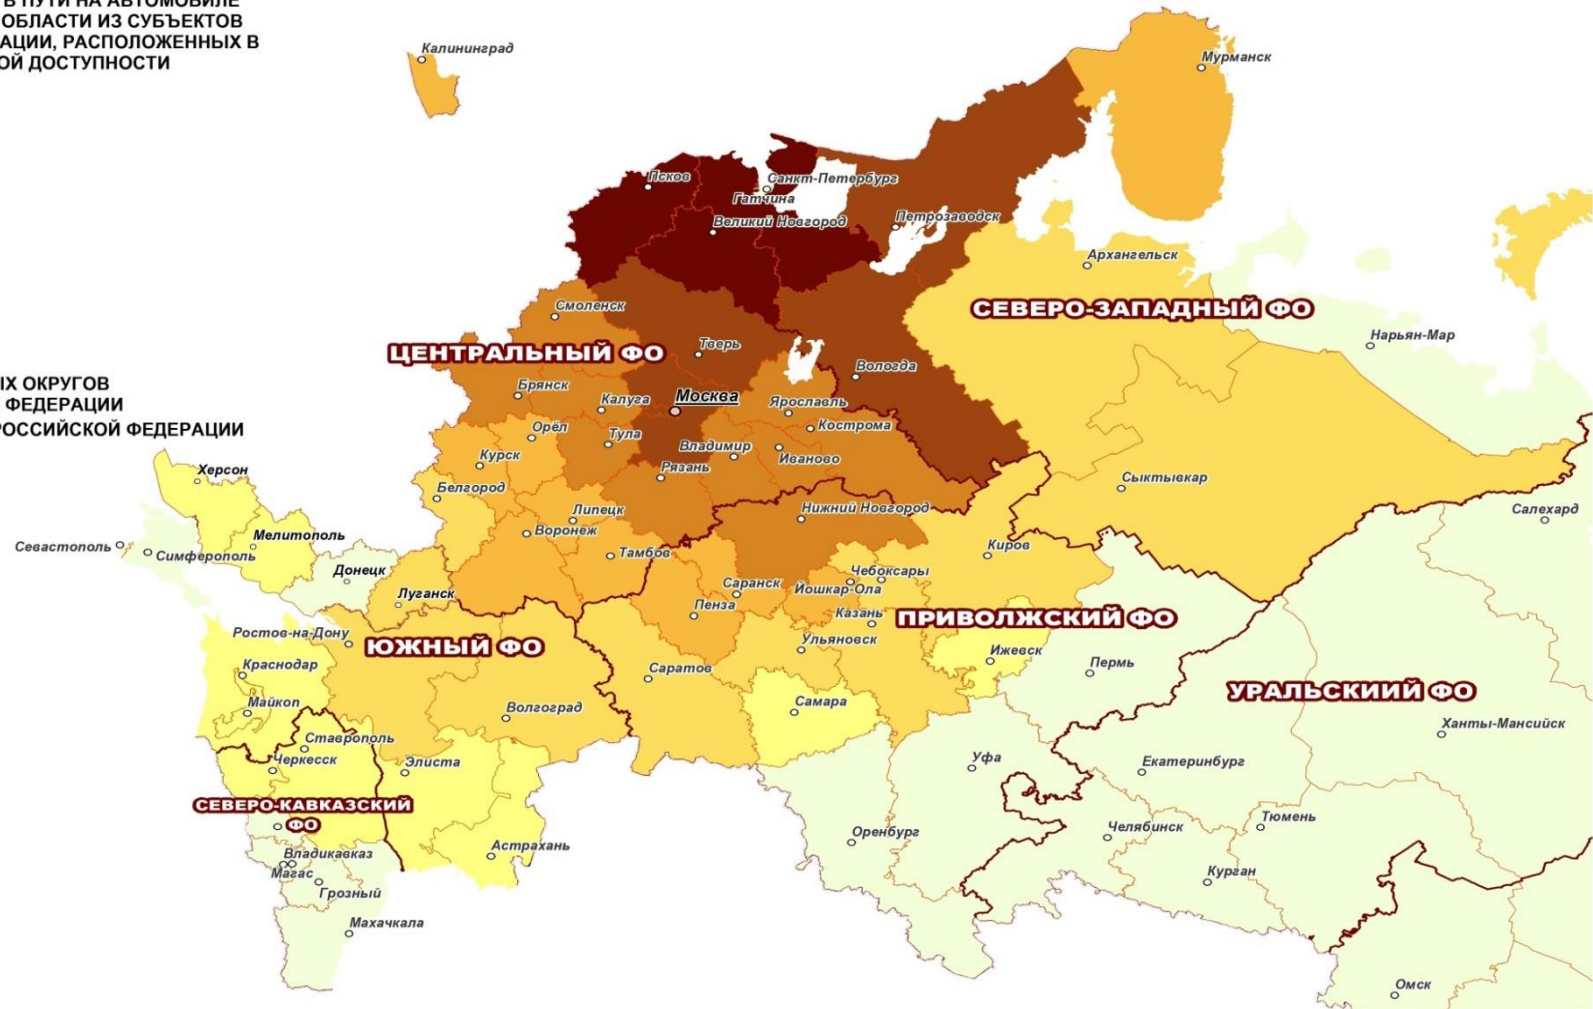 В ПУТИ НА АВТОМОБИЛЕ
ОБЛАСТИ ИЗ СУБЪЕКТОВ
АЦИИ, РАСПОЛОЖЕННЫХ В
ОЙ ДОСТУПНОСТИ
Калининград
Мурманск
Псков
Санкт-Петербург
Гатчина
Великий Новгород
Петрозаводск
Архангельск
СЕВЕРО-ЗАПАДНЫЙ ФО
Смоленск
Нарьян-Мар
ЦЕНТРАЛЬНЫЙ ФО
Тверь
Вологда
ЫХ ОКРУГОВ
ФЕДЕРАЦИИ
РОССИЙСКОЙ ФЕДЕРАЦИИ
Брянск
Калуга
Москва
Ярославль
Орёл
Тула
Кострома
Курск
Владимир
Иваново
Херсон
Рязань
Сыктывкар
Белгород
Липецк
Нижний Новгород
Салехард
Мелитополь
Воронеж
Севастополь
Симферополь
Тамбов
Киров
Донецк
Чебоксары
Луганск
Саранск
Йошкар-Ола
Пенза
Казань
ПРИВОЛЖСКИЙ ФО
Ростов-на-Дону
ЮЖНЫЙ ФО
Ульяновск
Краснодар
Саратов
Ижевск
Пермь
УРАЛЬСКИИЙ ФО
Майкоп
Волгоград
Самара
Ханты-Мансийск
Ставрополь
Черкесск
Элиста
Уфа
Екатеринбург
СЕВЕРО-КАВКАЗСКИЙ
ФО
Оренбург
Челябинск
Тюмень
Владикавказ
Астрахань
Магас
Грозный
Курган
Махачкала
Омск